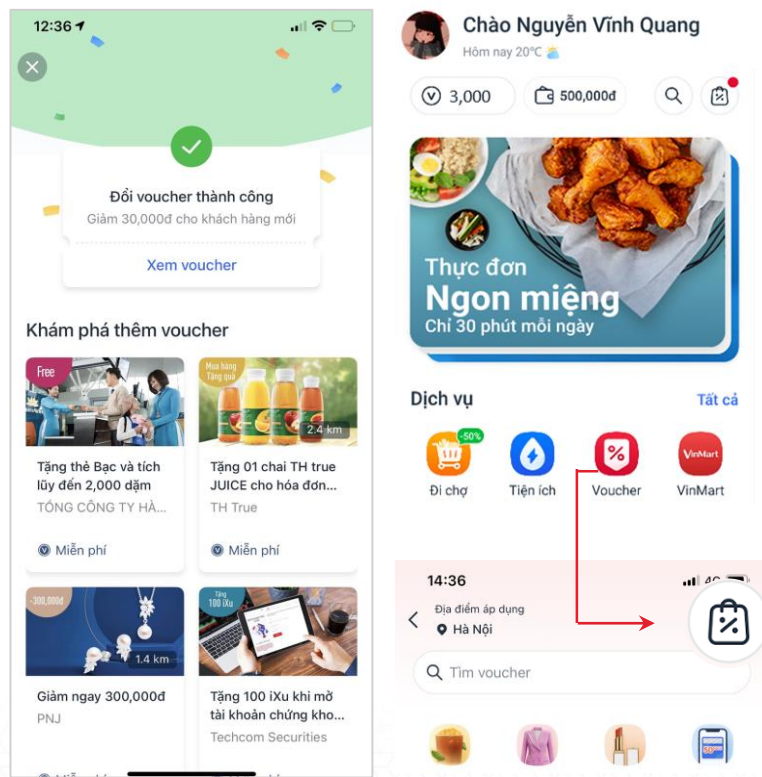 12:36
Đổi voucher thành công
Giảm 30,000đ cho khách hàng mới
Xem voucher
Khám phá thêm voucher
Free
Tặng thẻ Bạc và tích
lũy đến 2,000 dặm
TỔNG CÔNG TY HÀ...
Miễn phí
Mua hàng
Tặng quà
2.4 km
Tặng 01 chai TH true
JUICE cho hóa đơn...
TH True
Miễn phí
-300,000đ
1.4 km
Giảm ngay 300,000đ
PNJ
Tặng
100 iXu
Tặng 100 iXu khi mở
tài khoản chứng kho...
Techcom Securities
Chào Nguyễn Vĩnh Quang
Hôm nay 20°C
3,000
500,000đ
Thực đơn
Ngon miệng
Chỉ 30 phút mỗi ngày
Dịch vụ
Tất cả
-50%
VinMart
Đi chợ
Tiện ích
Voucher
VinMart
14:36
4G
Địa điểm áp dụng
Hà Nội
Tìm voucher